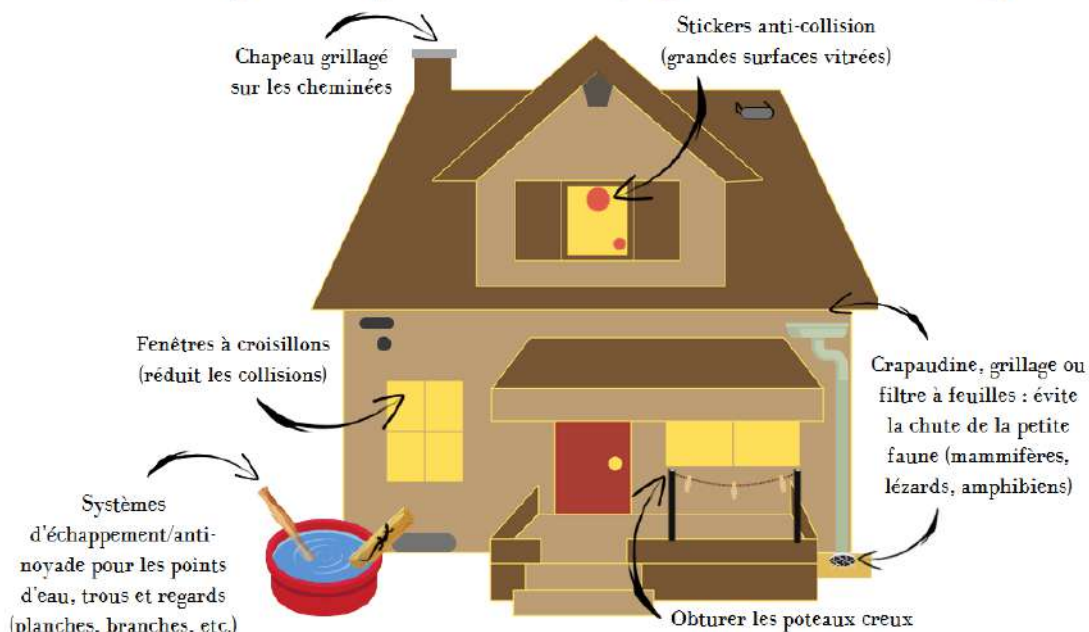 Stickers anti-collision
(grandes surfaces vitrées)
Chapeau grillagé
sur les cheminées
Fenêtres à croisillons
(réduit les collisions)
Crapaudine, grillage ou
filtre à feuilles : évite
la chute de la petite
faune (mammifères,
lézards, amphibiens)
Systèmes
d'échappement/anti-
noyade pour les points
d'eau, trous et regards
(planches, branches, etc.)
Obturer les poteaux creux